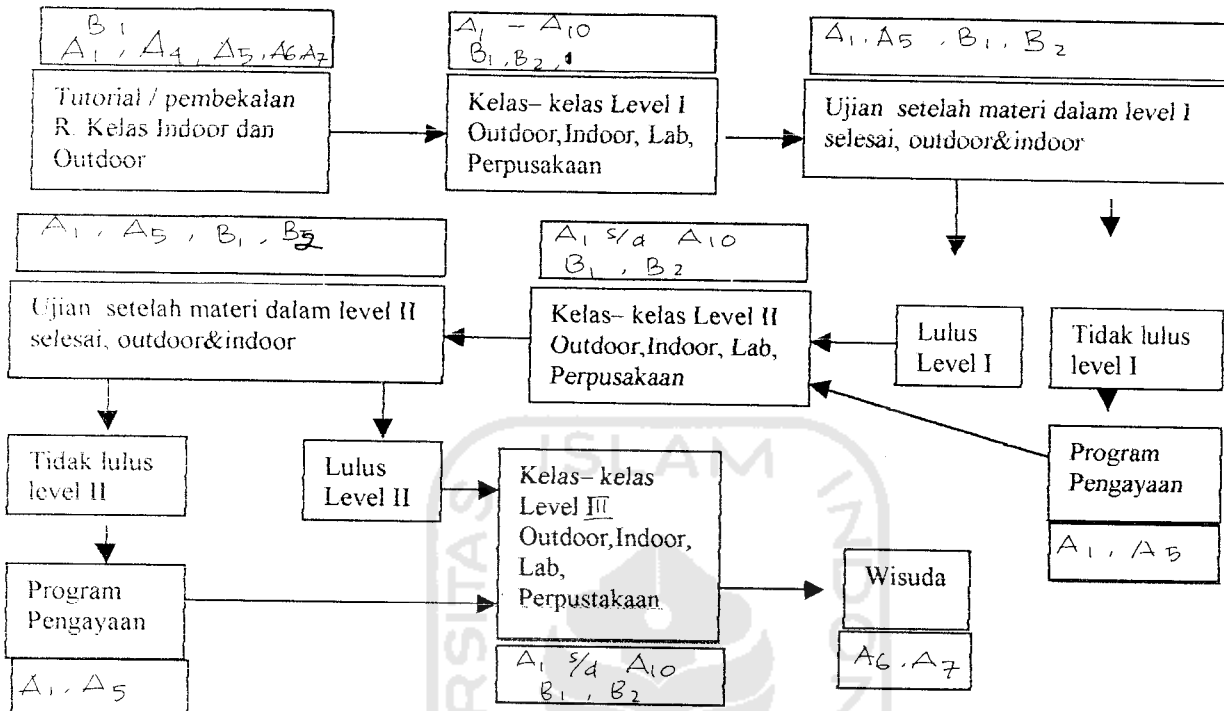 B1
A1, A4, A5, A6, A7
Tutorial / pembekalan
R. Kelas Indoor dan
Outdoor
A1 – A10
B1, B2,
Kelas– kelas Level I
Outdoor,Indoor, Lab,
Perpusakaan
A1, A5 , B1, B2
Ujian setelah materi dalam level I
selesai, outdoor&indoor
A1, A5 , B1, B2
Ujian setelah materi dalam level II
selesai, outdoor&indoor
A1 s/d A10
B1 , B2
Kelas– kelas Level II
Outdoor,Indoor, Lab,
Perpusakaan
Lulus
Level I
Tidak lulus
level I
Program
Pengayaan
A1, A5
Tidak lulus
level II
Lulus
Level II
Kelas– kelas
Level III
Outdoor,Indoor,
Lab,
Perpustakaan
A1 s/d A10
B1 , B2
Wisuda
A6, A7
Program
Pengayaan
A1, A5
ISLAM